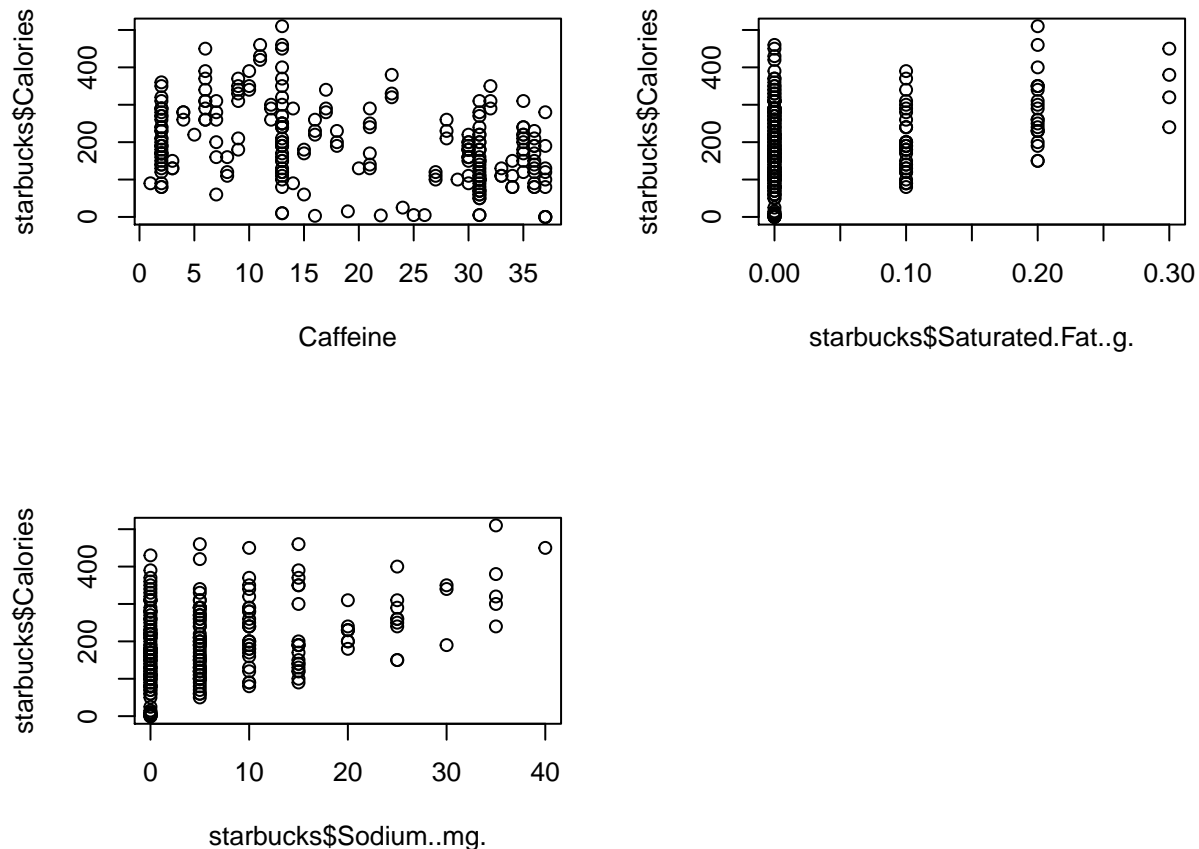 starbucks$Calories
0 200 400
0 5 10 15 20 25 30 35
Caffeine
starbucks$Calories
0 200 400
0.00 0.10 0.20 0.30
starbucks$Saturated.Fat..g.
starbucks$Calories
0 200 400
0 10 20 30 40
starbucks$Sodium..mg.